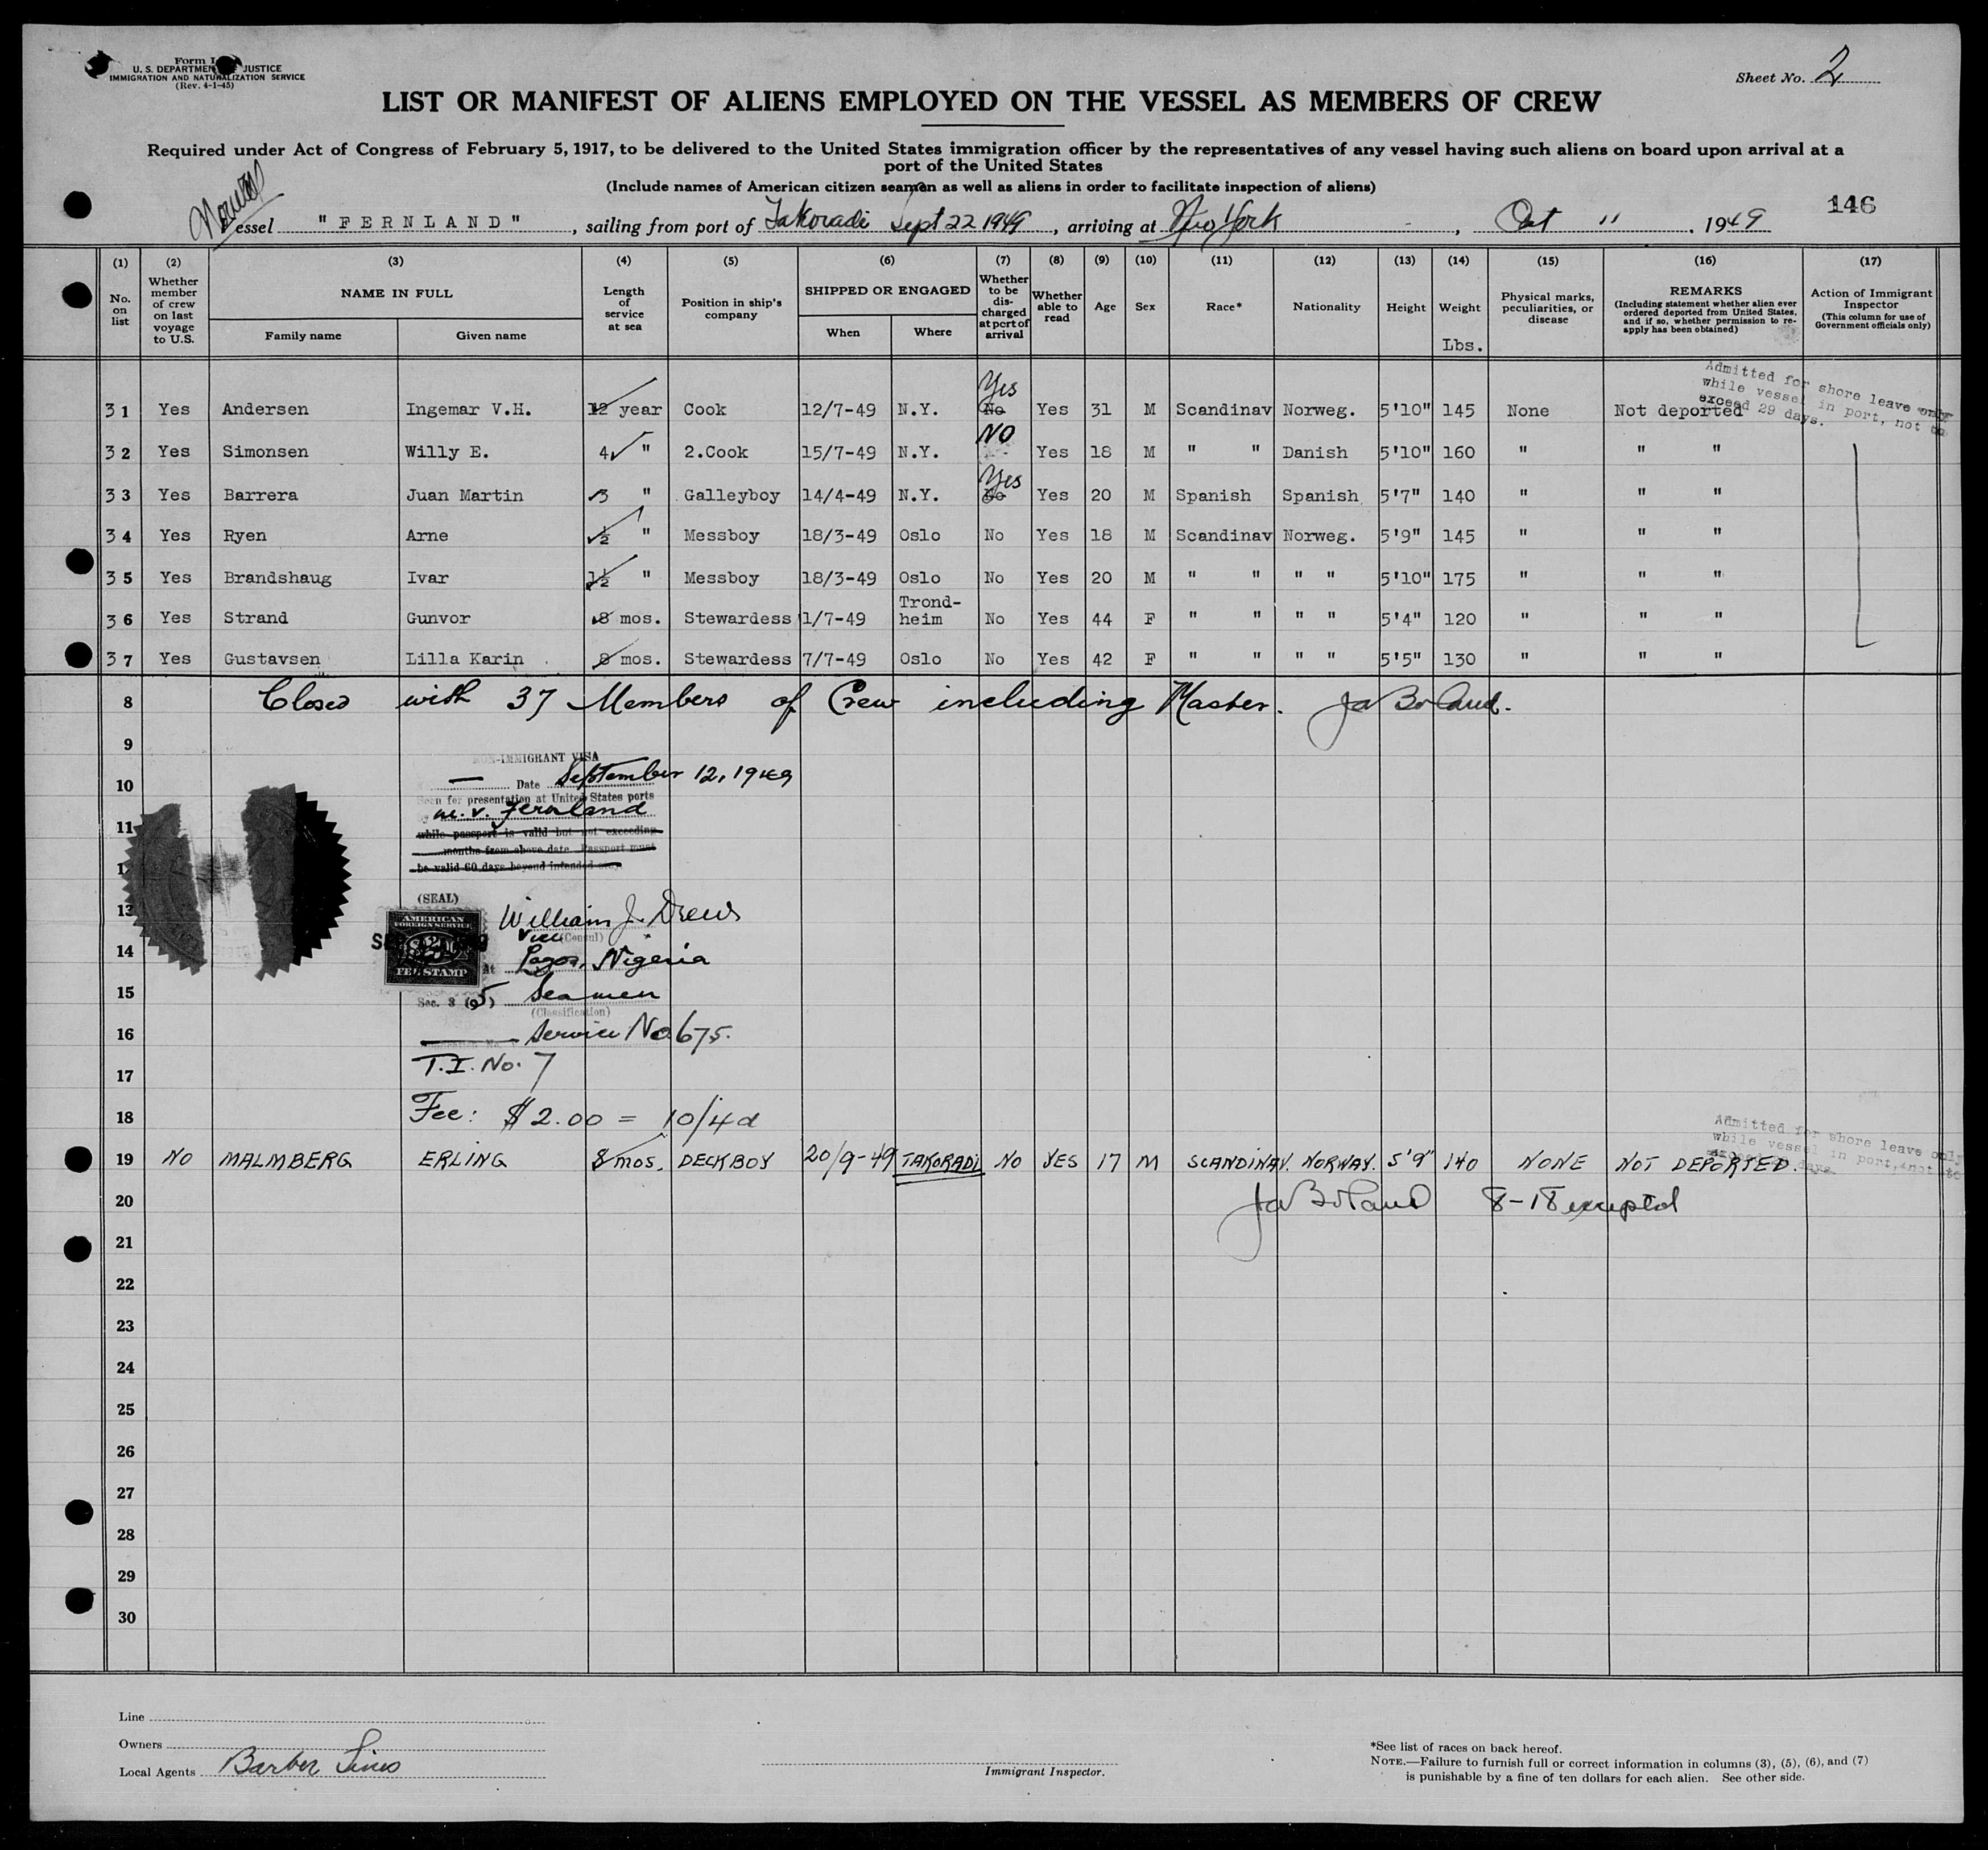 Form I
U. S. DEPARTMEN JUSTICE
IMMIGRATION AND NATURALIZATION SERVICE
(Rev. 4-1-45)
Sheet No. 2
LIST OR MANIFEST OF ALIENS EMPLOYED ON THE VESSEL AS MEMBERS OF CREW
Required under Act of Congress of February 5, 1917, to be delivered to the United States immigration officer by the representatives of any vessel having such aliens on board upon arrival at a
port of the United States
(Include names of American citizen seamen as well as aliens in order to facilitate inspection of aliens)
146
essel "FERNLAND", sailing from port of Takoradi Sept 22 1949, arriving at New York, Oct 11, 1949
(1) (2) (3) (4) (5) (6) (7) (8) (9) (10) (11) (12) (13) (14) (15) (16) (17)
No. on list
Whether member of crew on last voyage to U.S.
NAME IN FULL
Family name Given name
Length of service at sea
Position in ship's company
SHIPPED OR ENGAGED
When Where
Whether to be discharged at port of arrival
Whether able to read
Age
Sex
Race*
Nationality
Height
Weight
Lbs.
Physical marks, peculiarities, or disease
REMARKS
(Including statement whether alien ever ordered deported from United States, and if so, whether permission to re-apply has been obtained)
Action of Immigrant Inspector
(This column for use of Government officials only)
Admitted for shore leave only
while vessel in port, not to
exceed 29 days.
Yes
31 Yes Andersen Ingemar V.H. 12 year Cook 12/7-49 N.Y. No Yes 31 M Scandinav Norweg. 5'10" 145 None Not deported
NO
32 Yes Simonsen Willy E. 4 " 2.Cook 15/7-49 N.Y. Yes 18 M " " Danish 5'10" 160 " " "
Yes
33 Yes Barrera Juan Martin 3 " Galleyboy 14/4-49 N.Y. No Yes 20 M Spanish Spanish 5'7" 140 " " "
34 Yes Ryen Arne ½ " Messboy 18/3-49 Oslo No Yes 18 M Scandinav Norweg. 5'9" 145 " " "
35 Yes Brandshaug Ivar 1½ " Messboy 18/3-49 Oslo No Yes 20 M " " " " 5'10" 175 " " "
36 Yes Strand Gunvor 8 mos. Stewardess 1/7-49 Trond-heim No Yes 44 F " " " " 5'4" 120 " " "
37 Yes Gustavsen Lilla Karin 8 mos. Stewardess 7/7-49 Oslo No Yes 42 F " " " " 5'5" 130 " " "
8 Closed with 37 Members of Crew including Master.
9
NON-IMMIGRANT VISA
10 Date September 12, 1949
Seen for presentation at United States ports
m.v. Fernland
11 while passport is valid but not exceeding
months from above date. Passport must
be valid 60 days beyond intended stay
12
(SEAL)
13 William J. Drews
AMERICAN
FOREIGN SERVICE
$2
FEE STAMP
Vice (Consul)
14 At Lagos, Nigeria
15 Sec. 3 (5) Seamen
(Classification)
16 Service No 675.
17 T.I. No. 7
18 Fee: $2.00 = 10/4d
Admitted for shore leave only
while vessel in port, not to
19 NO MALMBERG ERLING 8 mos. DECKBOY 20/9-49 TAKORADI NO YES 17 M SCANDINAV. NORWAY. 5'9" 140 NONE NOT DEPORTED.
20 8-18
21
22
23
24
25
26
27
28
29
30
Line
Owners
Local Agents Barber Lines
Immigrant Inspector.
*See list of races on back hereof.
NOTE.—Failure to furnish full or correct information in columns (3), (5), (6), and (7)
is punishable by a fine of ten dollars for each alien. See other side.